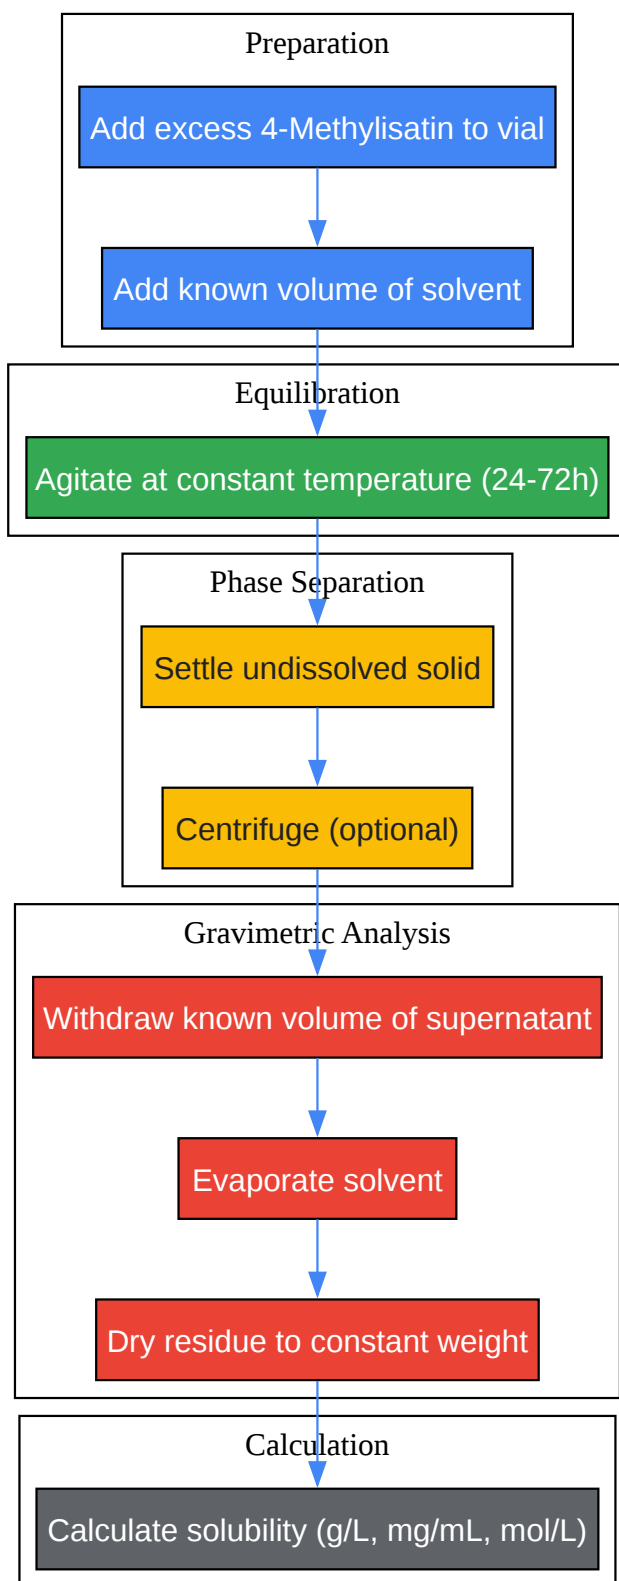 Preparation
Add excess 4-Methylisatin to vial
Add known volume of solvent
Equilibration
Agitate at constant temperature (24-72h)
Phase Separation
Settle undissolved solid
Centrifuge (optional)
Gravimetric Analysis
Withdraw known volume of supernatant
Evaporate solvent
Dry residue to constant weight
Calculation
Calculate solubility (g/L, mg/mL, mol/L)